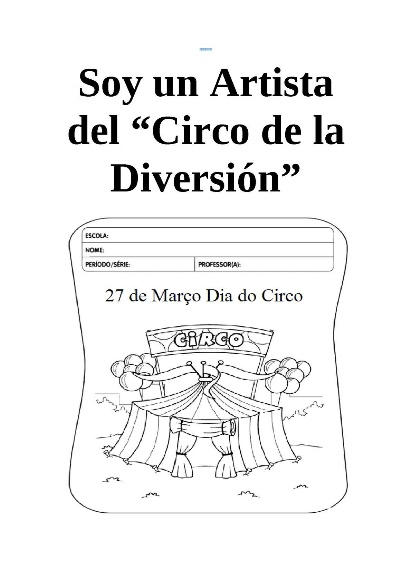 Soy un Artista
del “Circo de la
Diversión”
ESCOLA:
NOME:
PERÍODO/SÉRIE: PROFESSOR(A):
27 de Março Dia do Circo
CIRCO